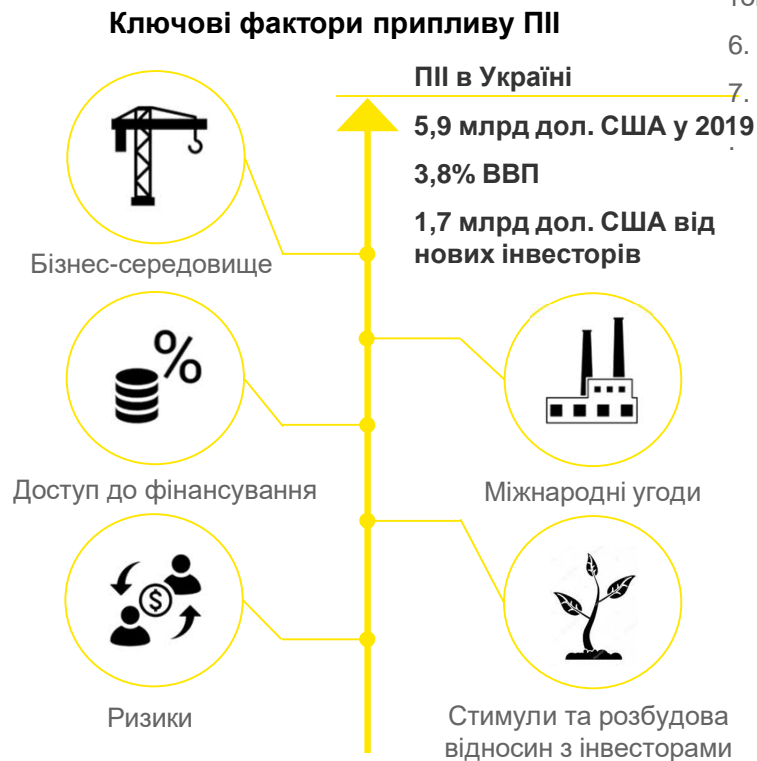 Ключові фактори припливу ПІІ
6.
7.
ПІІ в Україні
5,9 млрд дол. США у 2019
3,8% ВВП
1,7 млрд дол. США від
нових інвесторів
Бізнес-середовище
%
Доступ до фінансування
Міжнародні угоди
$
Ризики
Стимули та розбудова
відносин з інвесторами